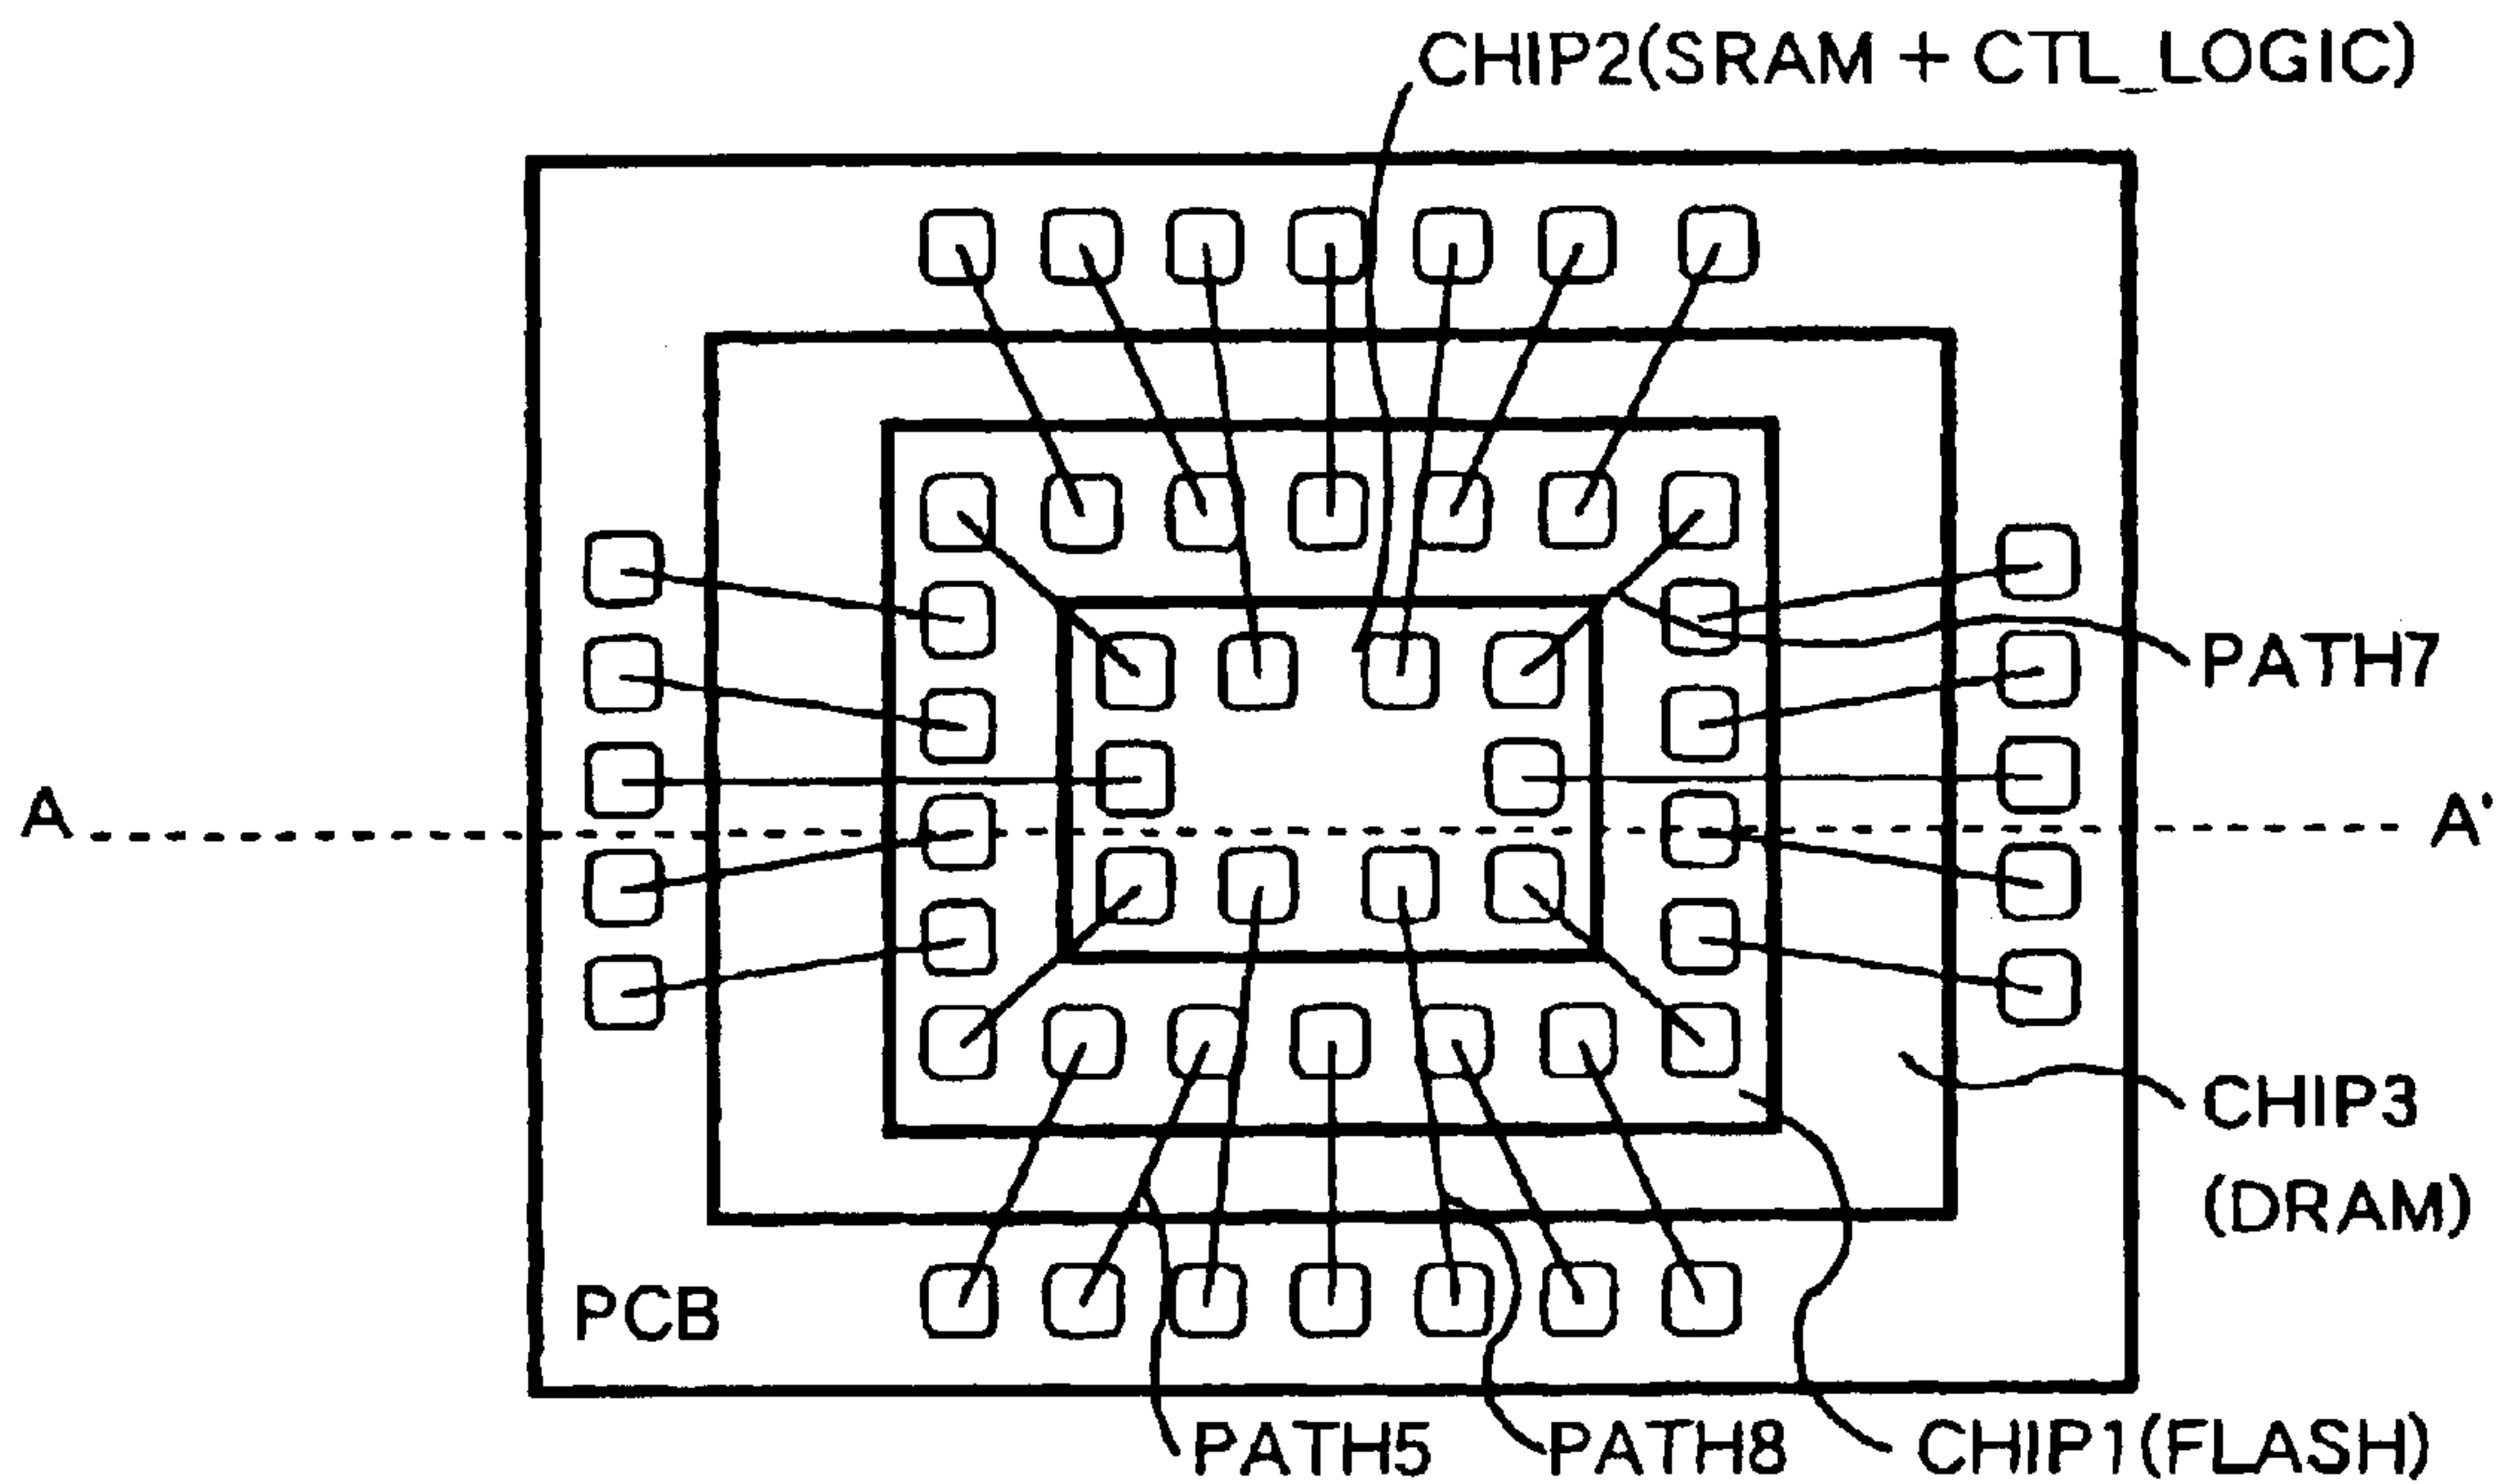 CHIP2(SRAM + CTL_LOGIC)
PATH7
A
A'
CHIP3
(DRAM)
PCB
PATH5
PATH8
CHIP1(FLASH)